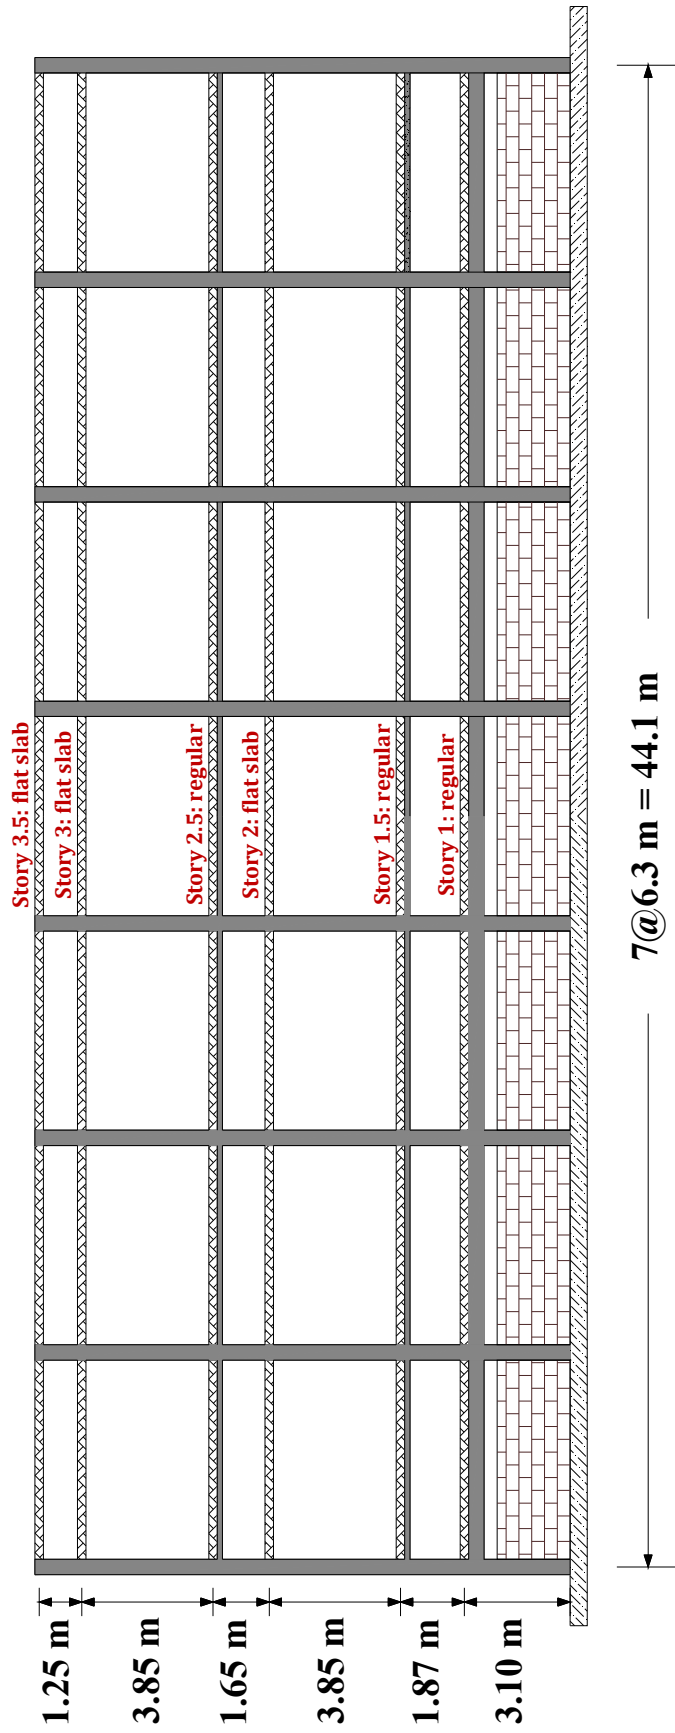 Story 3.5: flat slab
Story 3: flat slab
Story 2.5: regular
Story 2: flat slab
Story 1.5: regular
Story 1: regular
1.25 m
3.85 m
1.65 m
3.85 m
1.87 m
3.10 m
7@6.3 m = 44.1 m